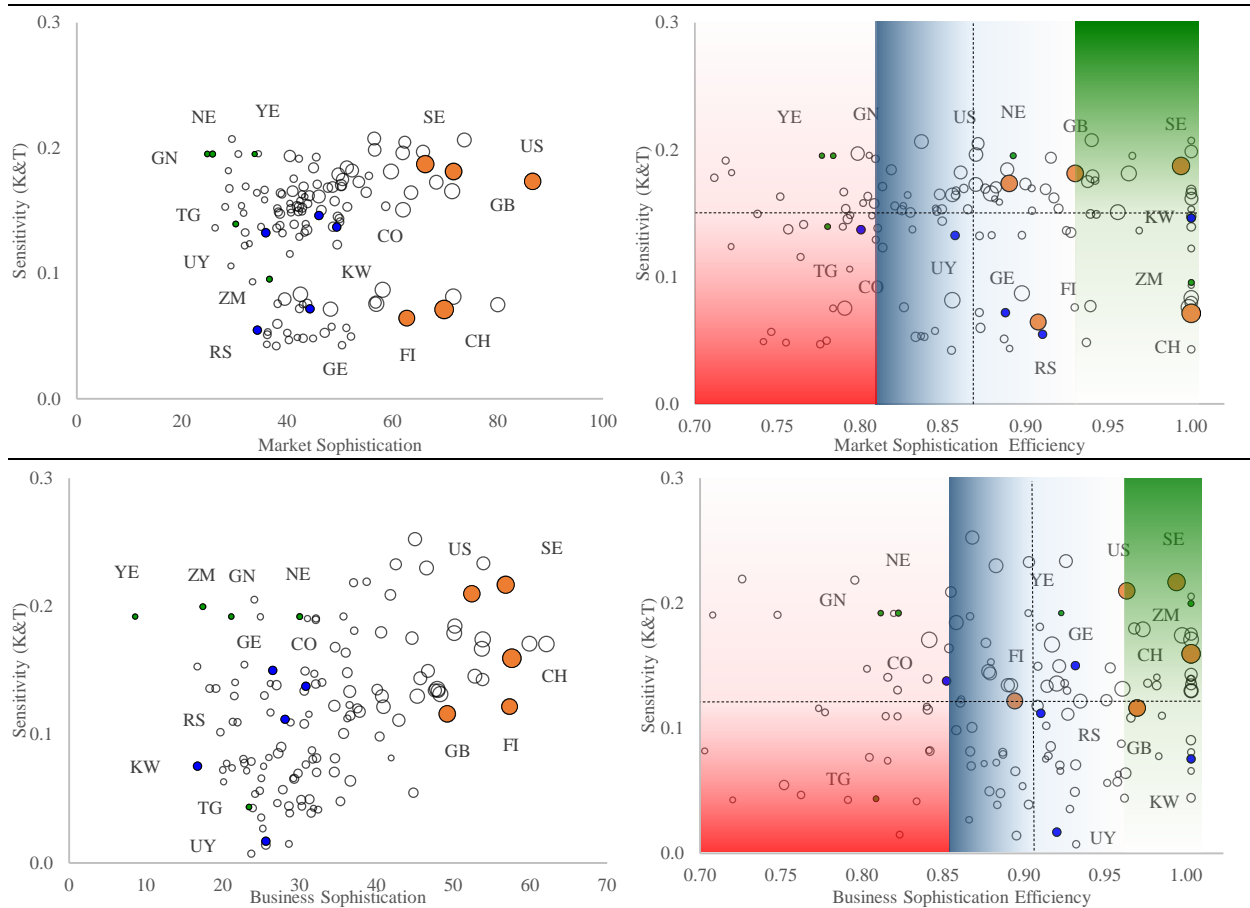 0.3
0.2
0.1
0.0
Sensitivity (K&T)
NE
YE
GN
TG
UY
ZM
RS
GE
SE
US
GB
CO
KW
FI
CH
20
40
60
80
100
Market Sophistication
0.3
0.2
0.1
0.0
Sensitivity (K&T)
YE
GN
US
NE
GB
SE
KW
TG
CO
UY
GE
FI
ZM
RS
CH
0.70
0.75
0.80
0.85
0.90
0.95
1.00
Market Sophistication Efficiency
0.3
0.2
0.1
0.0
Sensitivity (K&T)
YE
ZM
GN
NE
US
SE
GE
CO
CH
RS
GB
FI
KW
TG
UY
0
10
20
30
40
50
60
70
Business Sophistication
0.3
0.2
0.1
0.0
Sensitivity (K&T)
NE
US
SE
GN
YE
ZM
GE
CO
FI
CH
RS
GB
TG
KW
UY
0.70
0.75
0.80
0.85
0.90
0.95
1.00
Business Sophistication Efficiency